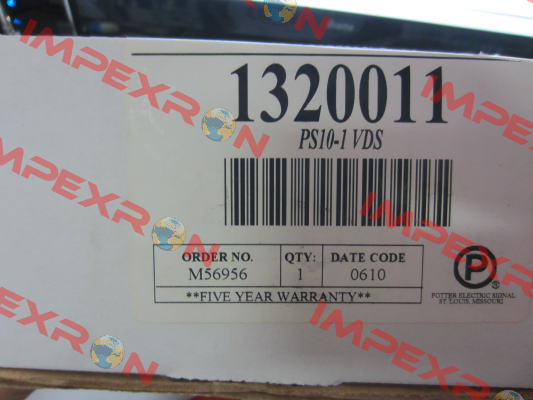 1320011
PS10-1 VDS
ORDER NO. QTY: DATE CODE
M56956 1 0610
**FIVE YEAR WARRANTY**
P
®
POTTER ELECTRIC SIGNAL
ST. LOUIS, MISSOURI
IMPEXRON
IMPEXRON
IMPEXRON
IMPEXRON
IMPEXRON